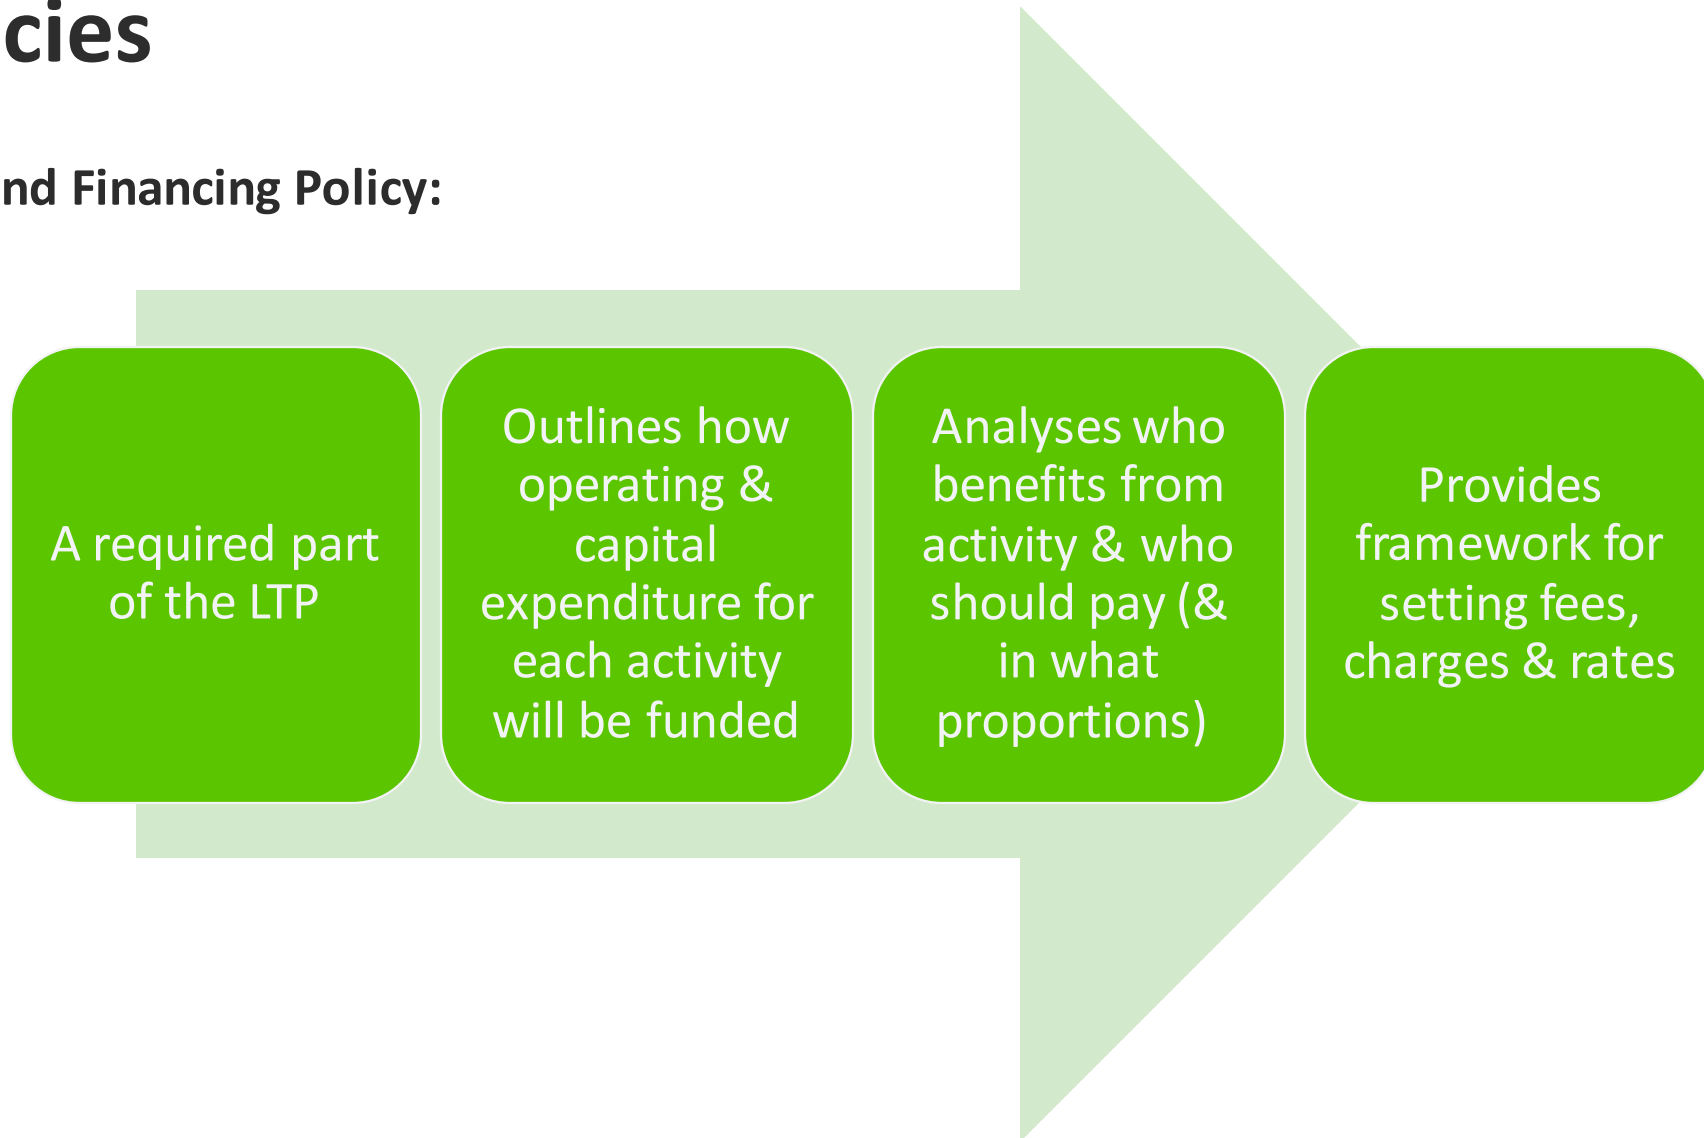 cies
nd Financing Policy:
A required part
of the LTP
Outlines how
operating &
capital
expenditure for
each activity
will be funded
Analyses who
benefits from
activity & who
should pay (&
in what
proportions)
Provides
framework for
setting fees,
charges & rates